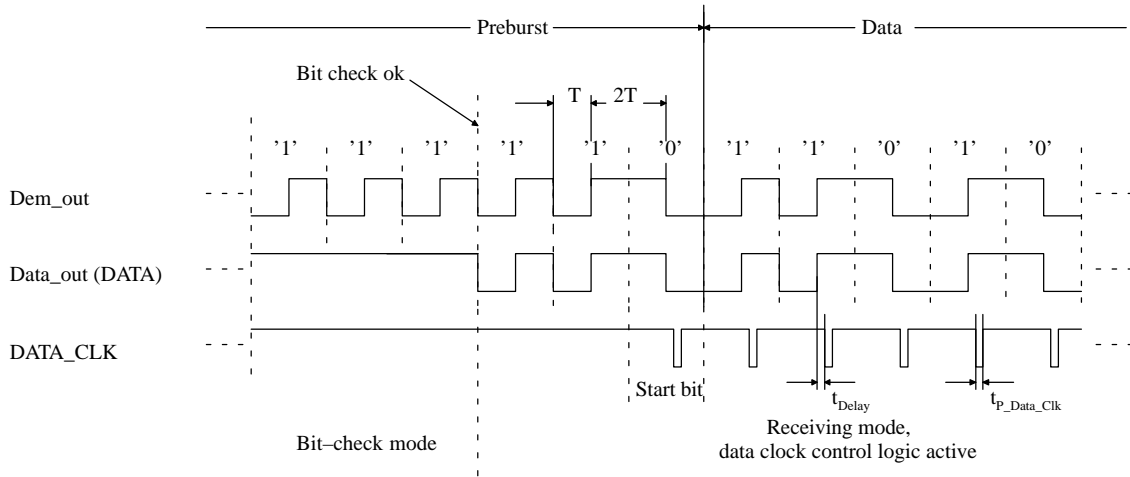 Preburst Data
Bit check ok
T 2T
’1’ ’1’ ’1’ ’1’ ’1’ ’0’ ’1’ ’1’ ’0’ ’1’ ’0’
Dem_out
Data_out (DATA)
DATA_CLK
Start bit
tDelay tP_Data_Clk
Bit–check mode
Receiving mode,
data clock control logic active